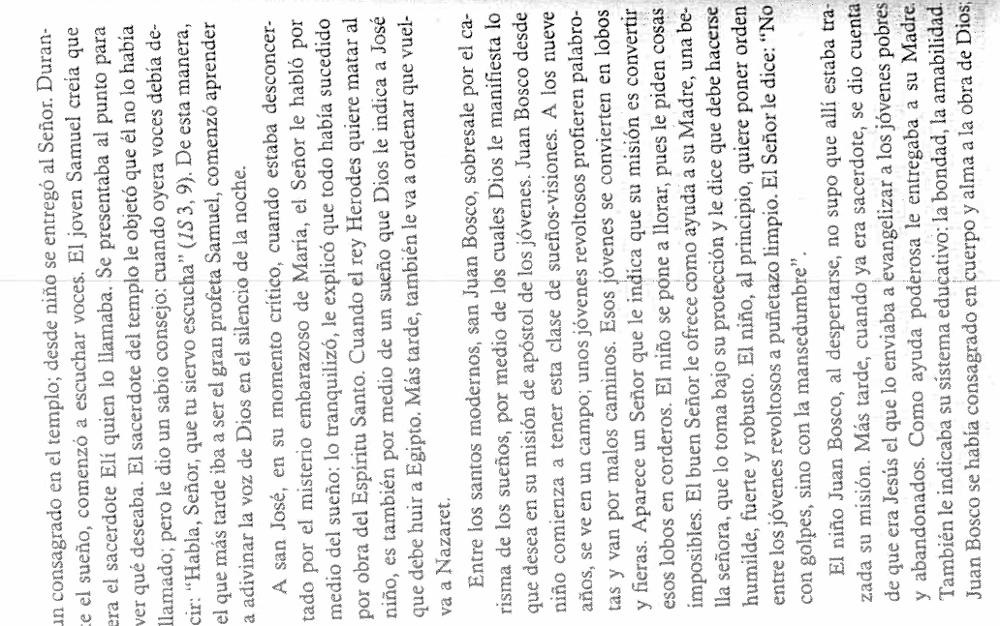 un consagrado en el templo; desde niño se entregó al Señor. Duran-
te el sueño, comenzó a escuchar voces. El joven Samuel creía que
era el sacerdote Elí quien lo llamaba. Se presentaba al punto para
ver qué deseaba. El sacerdote del templo le objetó que él no lo había
llamado; pero le dio un sabio consejo: cuando oyera voces debía de-
cir: “Habla, Señor, que tu siervo escucha” (1S 3, 9). De esta manera,
el que más tarde iba a ser el gran profeta Samuel, comenzó aprender
a adivinar la voz de Dios en el silencio de la noche.
A san José, en su momento crítico, cuando estaba desconcer-
tado por el misterio embarazoso de María, el Señor le habló por
medio del sueño; lo tranquilizó, le explicó que todo había sucedido
por obra del Espíritu Santo. Cuando el rey Herodes quiere matar al
niño, es también por medio de un sueño que Dios le indica a José
que debe huir a Egipto. Más tarde, también le va a ordenar que vuel-
va a Nazaret.
Entre los santos modernos, san Juan Bosco, sobresale por el ca-
risma de los sueños, por medio de los cuales Dios le manifiesta lo
que desea en su misión de apóstol de los jóvenes. Juan Bosco desde
niño comienza a tener esta clase de sueños-visiones. A los nueve
años, se ve en un campo; unos jóvenes revoltosos profieren palabro-
tas y van por malos caminos. Esos jóvenes se convierten en lobos
y fieras. Aparece un Señor que le indica que su misión es convertir
esos lobos en corderos. El niño se pone a llorar, pues le piden cosas
imposibles. El buen Señor le ofrece como ayuda a su Madre, una be-
lla señora, que lo toma bajo su protección y le dice que debe hacerse
humilde, fuerte y robusto. El niño, al principio, quiere poner orden
entre los jóvenes revoltosos a puñetazo limpio. El Señor le dice: “No
con golpes, sino con la mansedumbre”.
El niño Juan Bosco, al despertarse, no supo que allí estaba tra-
zada su misión. Más tarde, cuando ya era sacerdote, se dio cuenta
de que era Jesús el que lo enviaba a evangelizar a los jóvenes pobres
y abandonados. Como ayuda poderosa le entregaba a su Madre.
También le indicaba su sistema educativo: la bondad, la amabilidad.
Juan Bosco se había consagrado en cuerpo y alma a la obra de Dios;